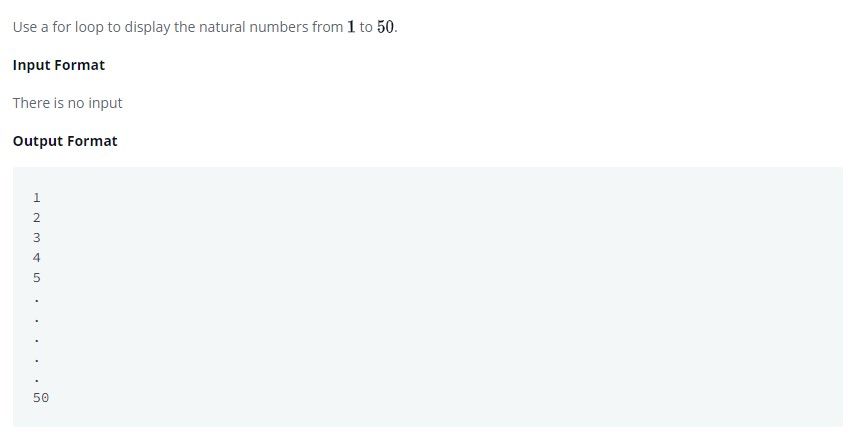 Use a for loop to display the natural numbers from 1 to 50.
Input Format
There is no input
Output Format
1
2
3
4
5
.
.
.
.
.
50